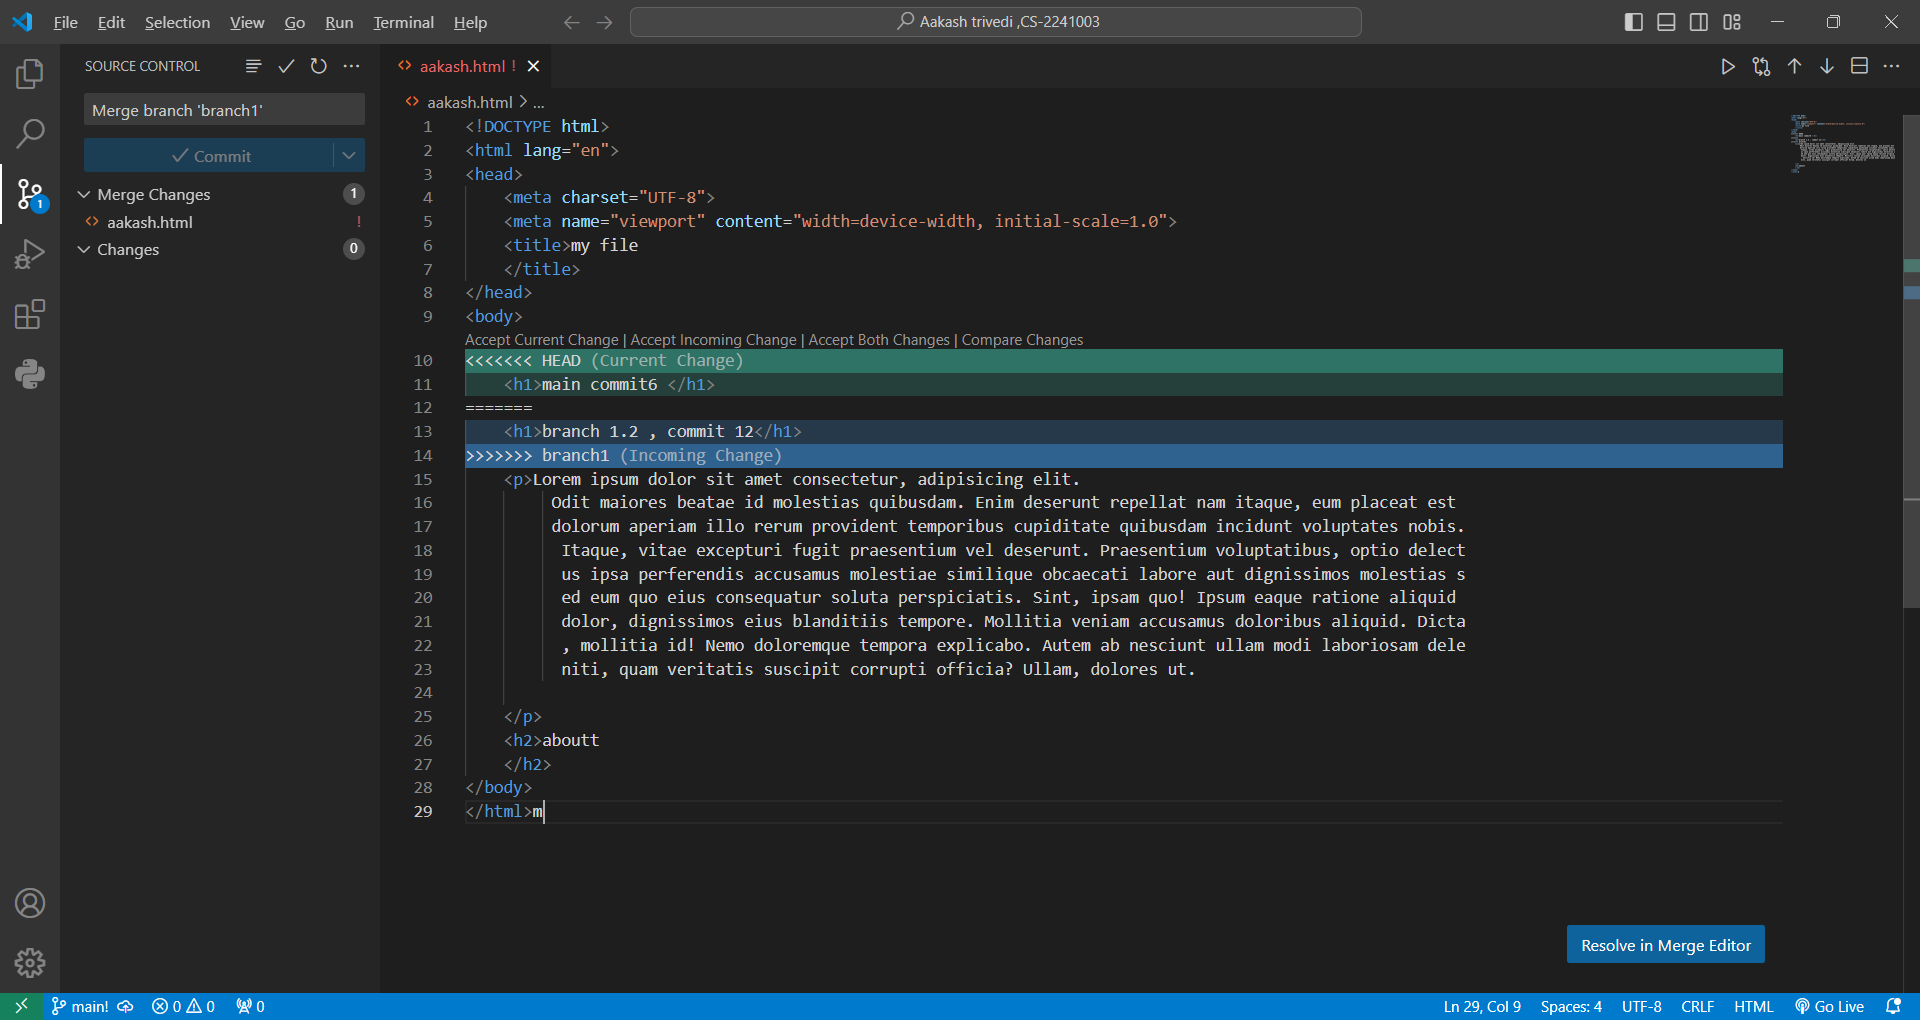 File Edit Selection View Go Run Terminal Help
Aakash trivedi ,CS-2241003
SOURCE CONTROL
Merge branch 'branch1'
Commit
Merge Changes 1
aakash.html !
Changes 0
1
aakash.html !
aakash.html > ...
1 <!DOCTYPE html>
2 <html lang="en">
3 <head>
4 <meta charset="UTF-8">
5 <meta name="viewport" content="width=device-width, initial-scale=1.0">
6 <title>my file
7 </title>
8 </head>
9 <body>
Accept Current Change | Accept Incoming Change | Accept Both Changes | Compare Changes
10 <<<<<<< HEAD (Current Change)
11 <h1>main commit6 </h1>
12 =======
13 <h1>branch 1.2 , commit 12</h1>
14 >>>>>>> branch1 (Incoming Change)
15 <p>Lorem ipsum dolor sit amet consectetur, adipisicing elit.
16 Odit maiores beatae id molestias quibusdam. Enim deserunt repellat nam itaque, eum placeat est
17 dolorum aperiam illo rerum provident temporibus cupiditate quibusdam incidunt voluptates nobis.
18 Itaque, vitae excepturi fugit praesentium vel deserunt. Praesentium voluptatibus, optio delect
19 us ipsa perferendis accusamus molestiae similique obcaecati labore aut dignissimos molestias s
20 ed eum quo eius consequatur soluta perspiciatis. Sint, ipsam quo! Ipsum eaque ratione aliquid
21 dolor, dignissimos eius blanditiis tempore. Mollitia veniam accusamus doloribus aliquid. Dicta
22 , mollitia id! Nemo doloremque tempora explicabo. Autem ab nesciunt ullam modi laboriosam dele
23 niti, quam veritatis suscipit corrupti officia? Ullam, dolores ut.
24
25 </p>
26 <h2>aboutt
27 </h2>
28 </body>
29 </html>m
Resolve in Merge Editor
main! 0 0 0
Ln 29, Col 9 Spaces: 4 UTF-8 CRLF HTML Go Live